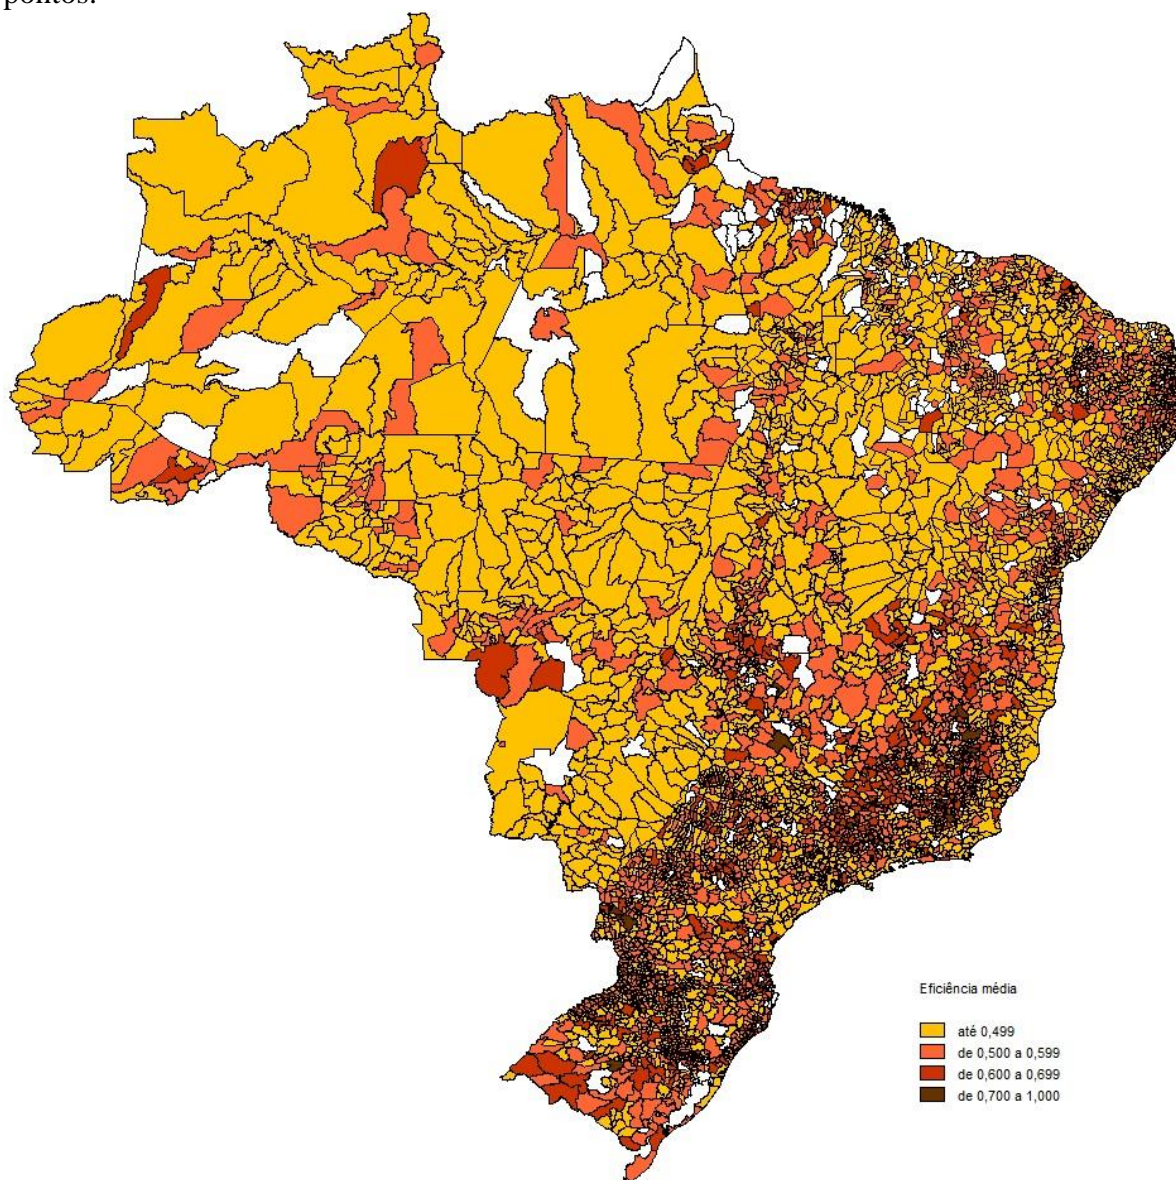 pontos.
Eficiência média
até 0,499
de 0,500 a 0,599
de 0,600 a 0,699
de 0,700 a 1,000